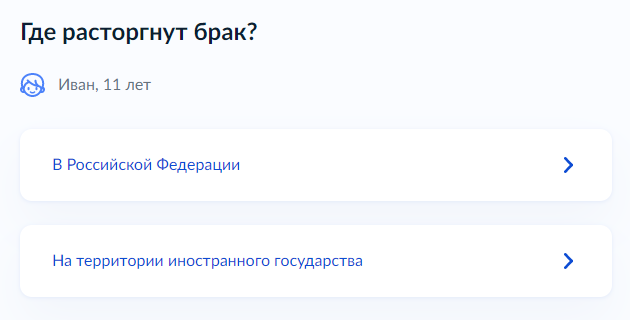 Где расторгнут брак?
Иван, 11 лет
В Российской Федерации
На территории иностранного государства